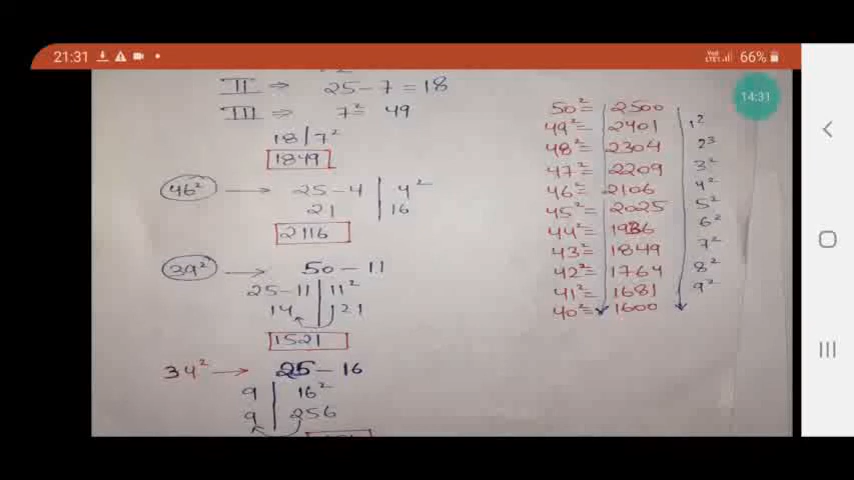 21:31
Vo) LTE1 66%
14:31
II ⇒ 25 - 7 = 18
III ⇒ 7² = 49
18 / 7²
1849
46² → 25 - 4 | 4²
21 | 16
2116
39² → 50 - 11
25 - 11 | 11²
14 | 121
1521
34² → 25 - 16
9 | 16²
9 | 256
50² = 2500
49² = 2401 1²
48² = 2304 2³
47² = 2209 3²
46² = 2106 4²
45² = 2025 5²
44² = 1936 6²
43² = 1849 7²
42² = 1764 8²
41² = 1681 9²
40² = 1600